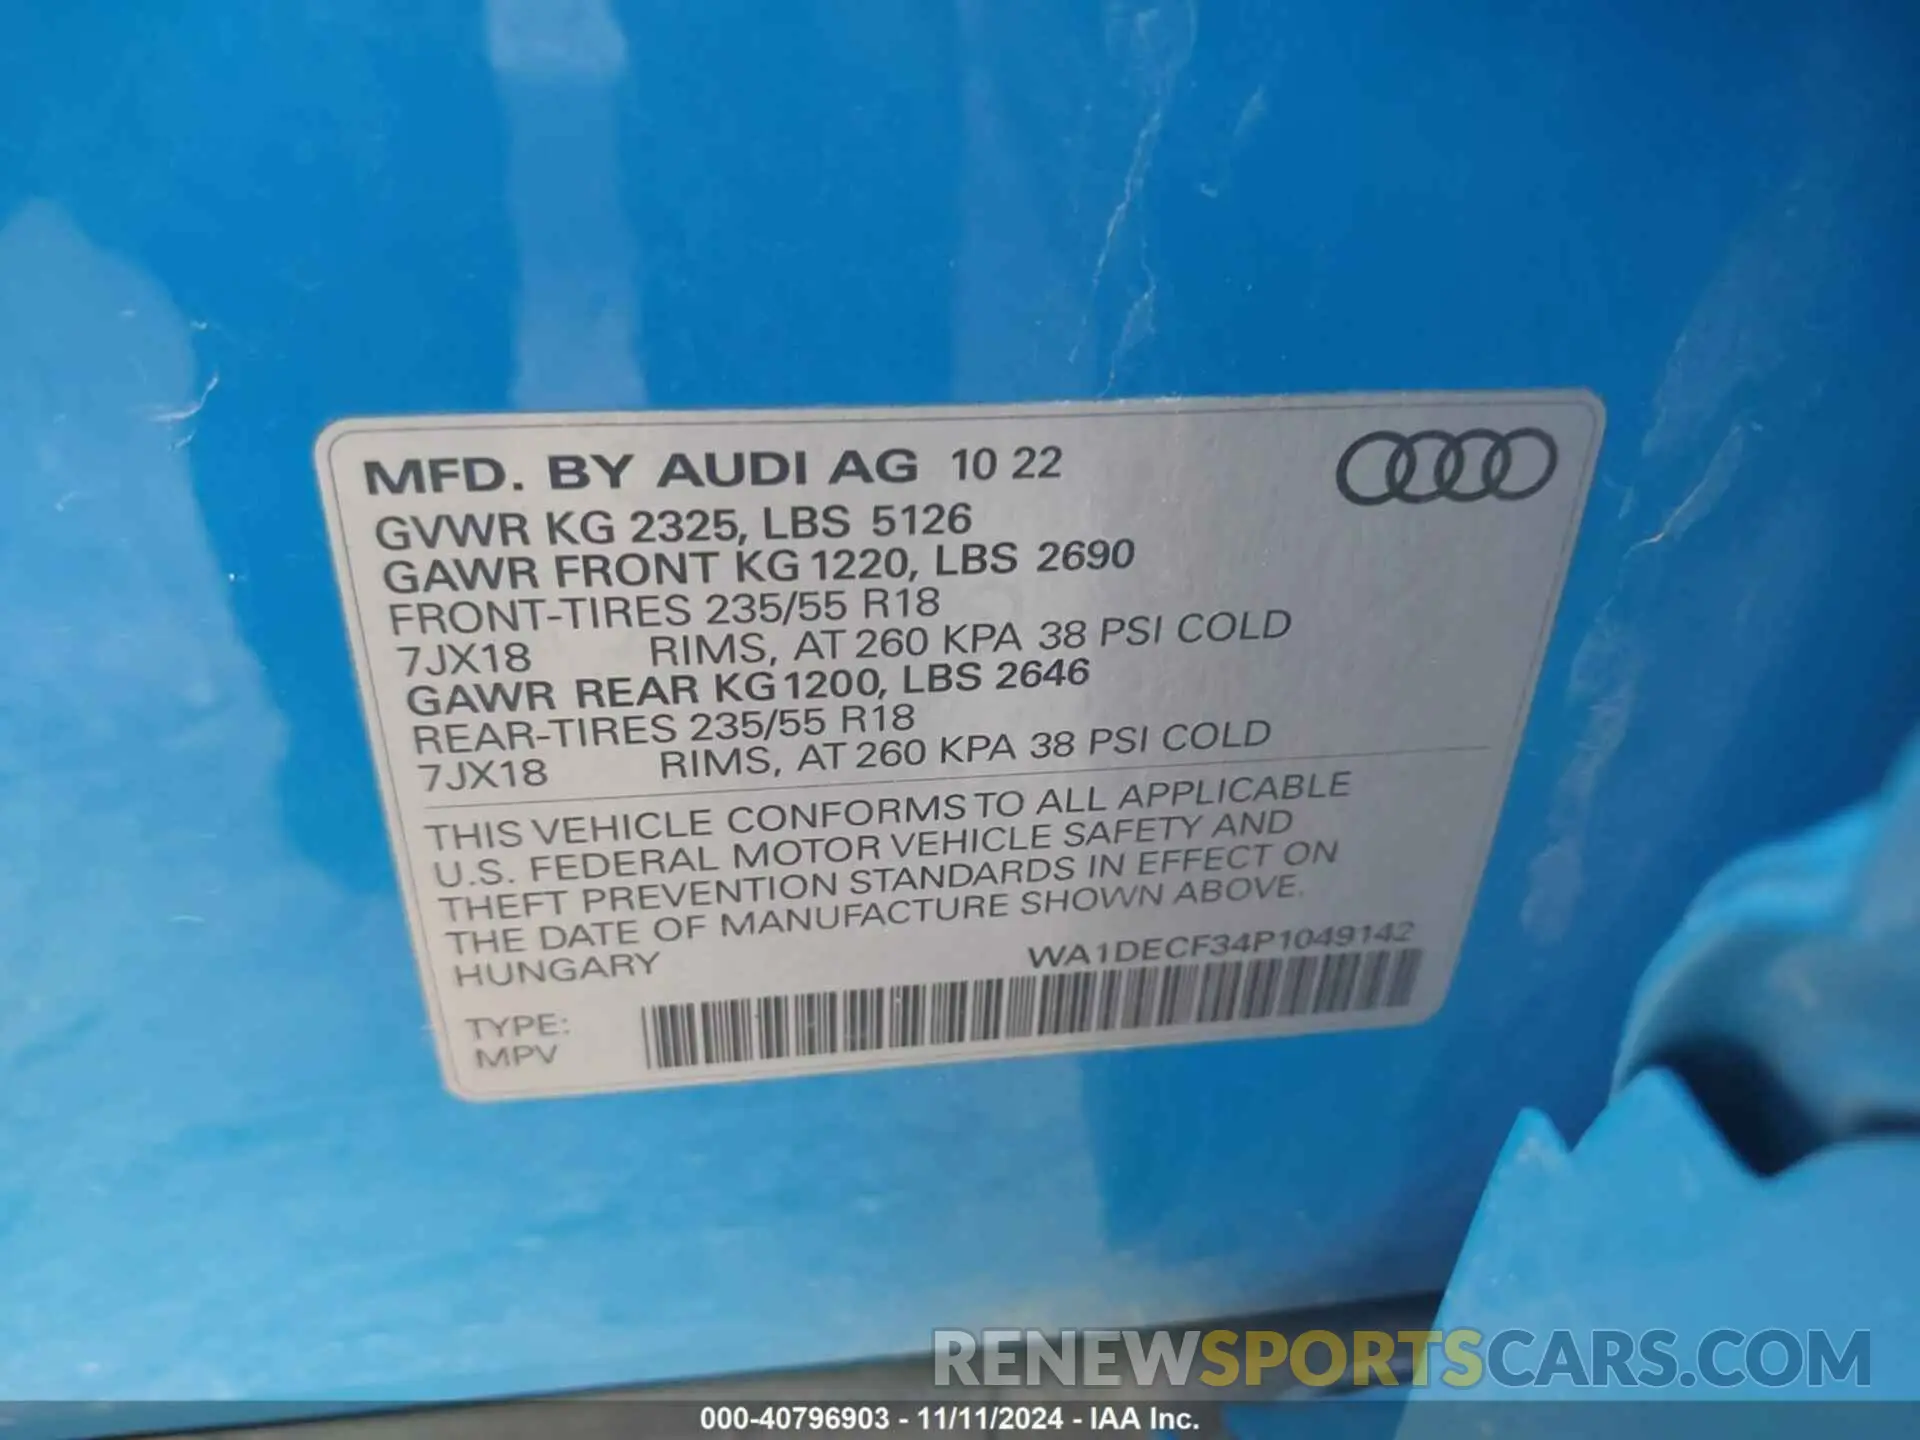 MFD. BY AUDI AG 10 22
GVWR KG 2325, LBS 5126
GAWR FRONT KG 1220, LBS 2690
FRONT-TIRES 235/55 R18
7JX18 RIMS, AT 260 KPA 38 PSI COLD
GAWR REAR KG 1200, LBS 2646
REAR-TIRES 235/55 R18
7JX18 RIMS, AT 260 KPA 38 PSI COLD
THIS VEHICLE CONFORMS TO ALL APPLICABLE
U.S. FEDERAL MOTOR VEHICLE SAFETY AND
THEFT PREVENTION STANDARDS IN EFFECT ON
THE DATE OF MANUFACTURE SHOWN ABOVE.
HUNGARY WA1DECF34P1049142
TYPE:
MPV
RENEWSPORTSCARS.COM
000-40796903 - 11/11/2024 - IAA Inc.